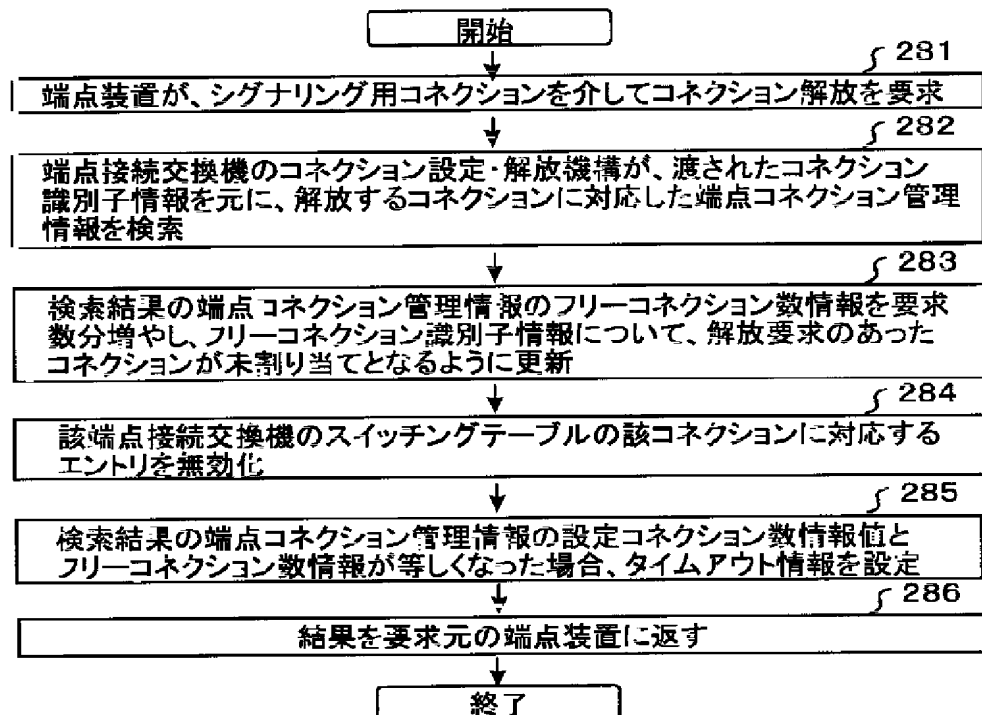 開始
281
端点装置が、シグナリング用コネクションを介してコネクション解放を要求
282
端点接続交換機のコネクション設定・解放機構が、渡されたコネクション
識別子情報を元に、解放するコネクションに対応した端点コネクション管理
情報を検索
283
検索結果の端点コネクション管理情報のフリーコネクション数情報を要求
数分増やし、フリーコネクション識別子情報について、解放要求のあった
コネクションが未割り当てとなるように更新
284
該端点接続交換機のスイッチングテーブルの該コネクションに対応する
エントリを無効化
285
検索結果の端点コネクション管理情報の設定コネクション数情報値と
フリーコネクション数情報が等しくなった場合、タイムアウト情報を設定
286
結果を要求元の端点装置に返す
終了